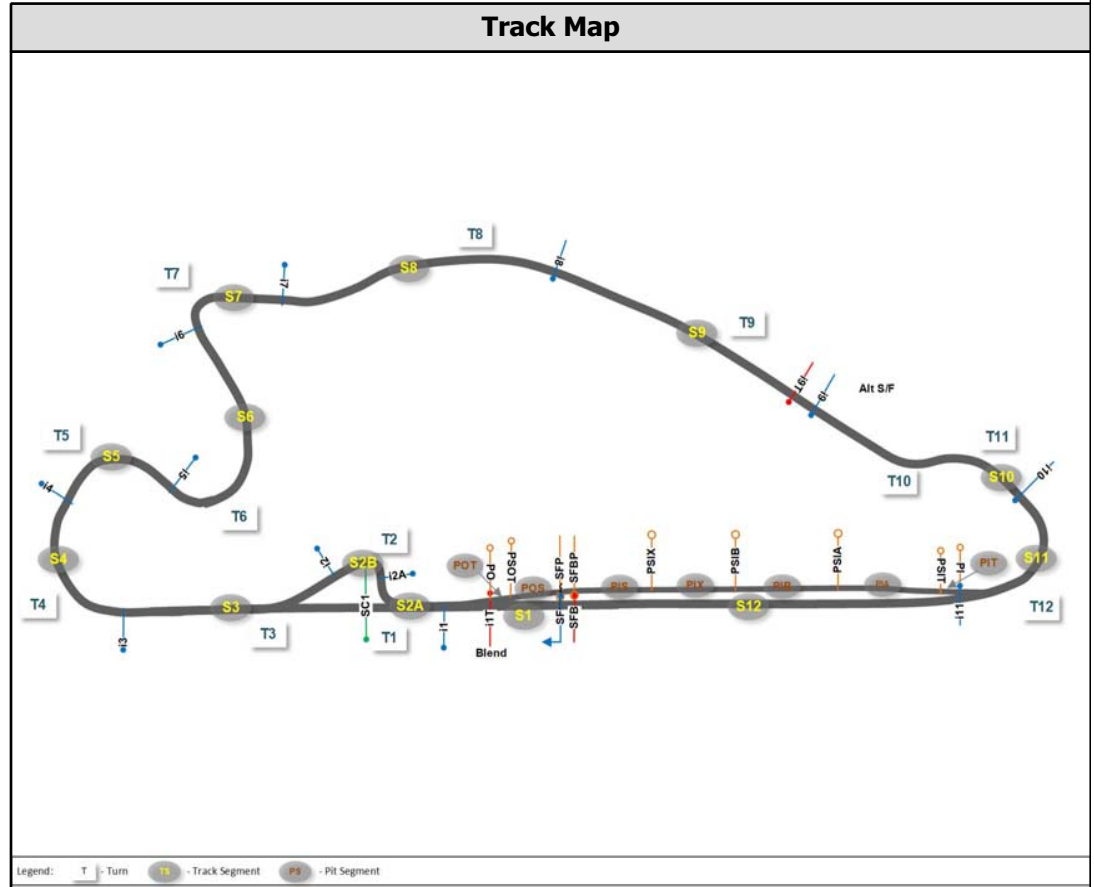 Track Map
T8
T7
i8
i7
S8
S7
i6
S9
T9
i9T
i9
Alt S/F
S6
T5
T11
S5
i5
i4
S10
i10
T10
T6
T2
S4
i2
S2B
i2A
POT
PO
PSOT
SFP
SFBP
PSIX
PSIB
PSIA
PSIT
PI
PIT
S11
POS
PIS
PIX
PIB
PIA
T4
S3
SC1
S2A
S1
i1T
SF
SFB
S12
i11
T12
i3
T3
T1
i1
Blend
Legend: T - Turn TS - Track Segment PS - Pit Segment